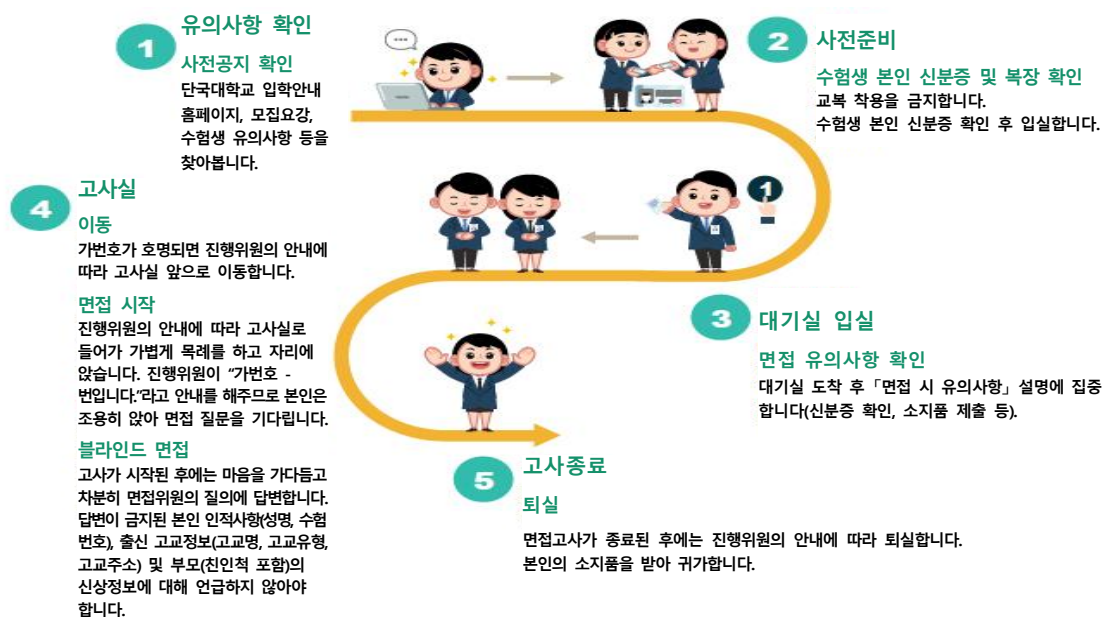 1
유의사항 확인
사전공지 확인
단국대학교 입학안내
홈페이지, 모집요강,
수험생 유의사항 등을
찾아봅니다.
2
사전준비
수험생 본인 신분증 및 복장 확인
교복 착용을 금지합니다.
수험생 본인 신분증 확인 후 입실합니다.
1
3
대기실 입실
면접 유의사항 확인
대기실 도착 후 「면접 시 유의사항」 설명에 집중
합니다(신분증 확인, 소지품 제출 등).
4
고사실
이동
가번호가 호명되면 진행위원의 안내에
따라 고사실 앞으로 이동합니다.
면접 시작
진행위원의 안내에 따라 고사실로
들어가 가볍게 목례를 하고 자리에
앉습니다. 진행위원이 “가번호 -
번입니다.”라고 안내를 해주므로 본인은
조용히 앉아 면접 질문을 기다립니다.
블라인드 면접
고사가 시작된 후에는 마음을 가다듬고
차분히 면접위원의 질의에 답변합니다.
답변이 금지된 본인 인적사항(성명, 수험
번호), 출신 고교정보(고교명, 고교유형,
고교주소) 및 부모(친인척 포함)의
신상정보에 대해 언급하지 않아야
합니다.
5
고사종료
퇴실
면접고사가 종료된 후에는 진행위원의 안내에 따라 퇴실합니다.
본인의 소지품을 받아 귀가합니다.